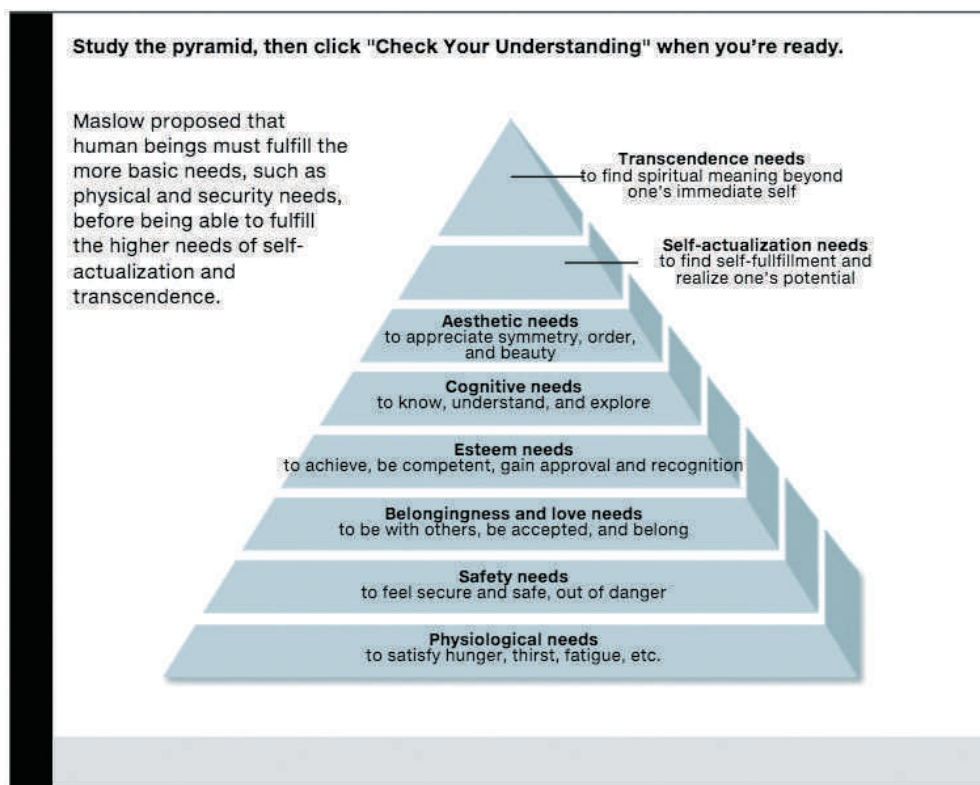 Study the pyramid, then click "Check Your Understanding" when you're ready.
Maslow proposed that
human beings must fulfill the
more basic needs, such as
physical and security needs,
before being able to fulfill
the higher needs of self-
actualization and
transcendence.
Transcendence needs
to find spiritual meaning beyond
one's immediate self
Self-actualization needs
to find self-fullfillment and
realize one's potential
Aesthetic needs
to appreciate symmetry, order,
and beauty
Cognitive needs
to know, understand, and explore
Esteem needs
to achieve, be competent, gain approval and recognition
Belongingness and love needs
to be with others, be accepted, and belong
Safety needs
to feel secure and safe, out of danger
Physiological needs
to satisfy hunger, thirst, fatigue, etc.